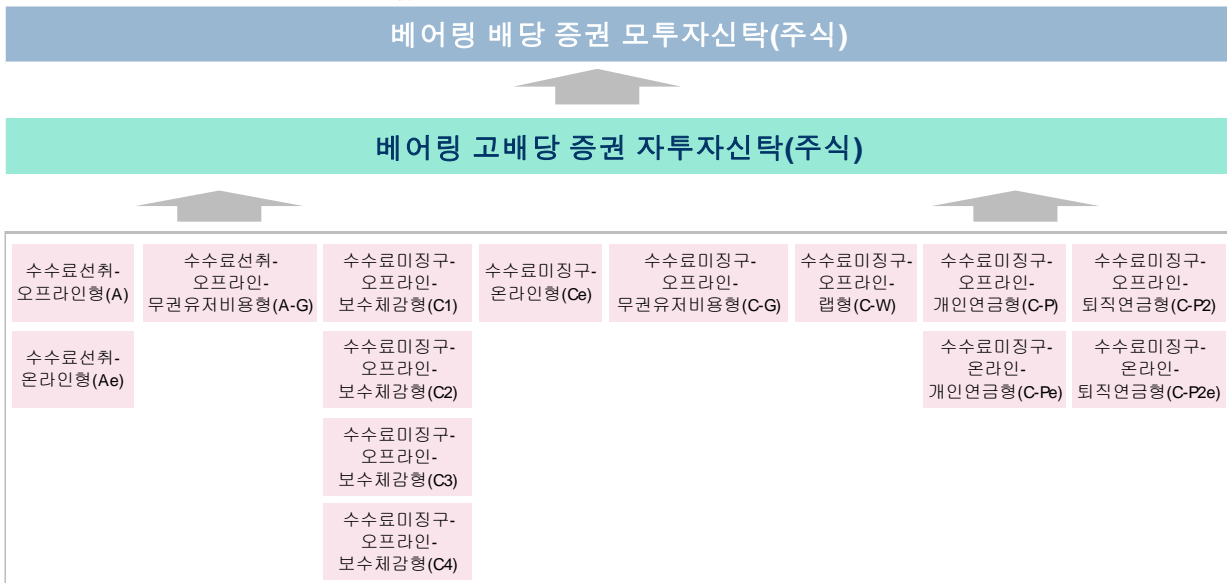 베어링 배당 증권 모투자신탁(주식)
베어링 고배당 증권 자투자신탁(주식)
수수료선취-
오프라인형(A)
수수료선취-
오프라인-
무권유저비용형(A-G)
수수료미징구-
오프라인-
보수체감형(C1)
수수료미징구-
온라인형(Ce)
수수료미징구-
오프라인-
무권유저비용형(C-G)
수수료미징구-
오프라인-
랩형(C-W)
수수료미징구-
오프라인-
개인연금형(C-P)
수수료미징구-
오프라인-
퇴직연금형(C-P2)
수수료선취-
온라인형(Ae)
수수료미징구-
오프라인-
보수체감형(C2)
수수료미징구-
온라인-
개인연금형(C-Pe)
수수료미징구-
온라인-
퇴직연금형(C-P2e)
수수료미징구-
오프라인-
보수체감형(C3)
수수료미징구-
오프라인-
보수체감형(C4)